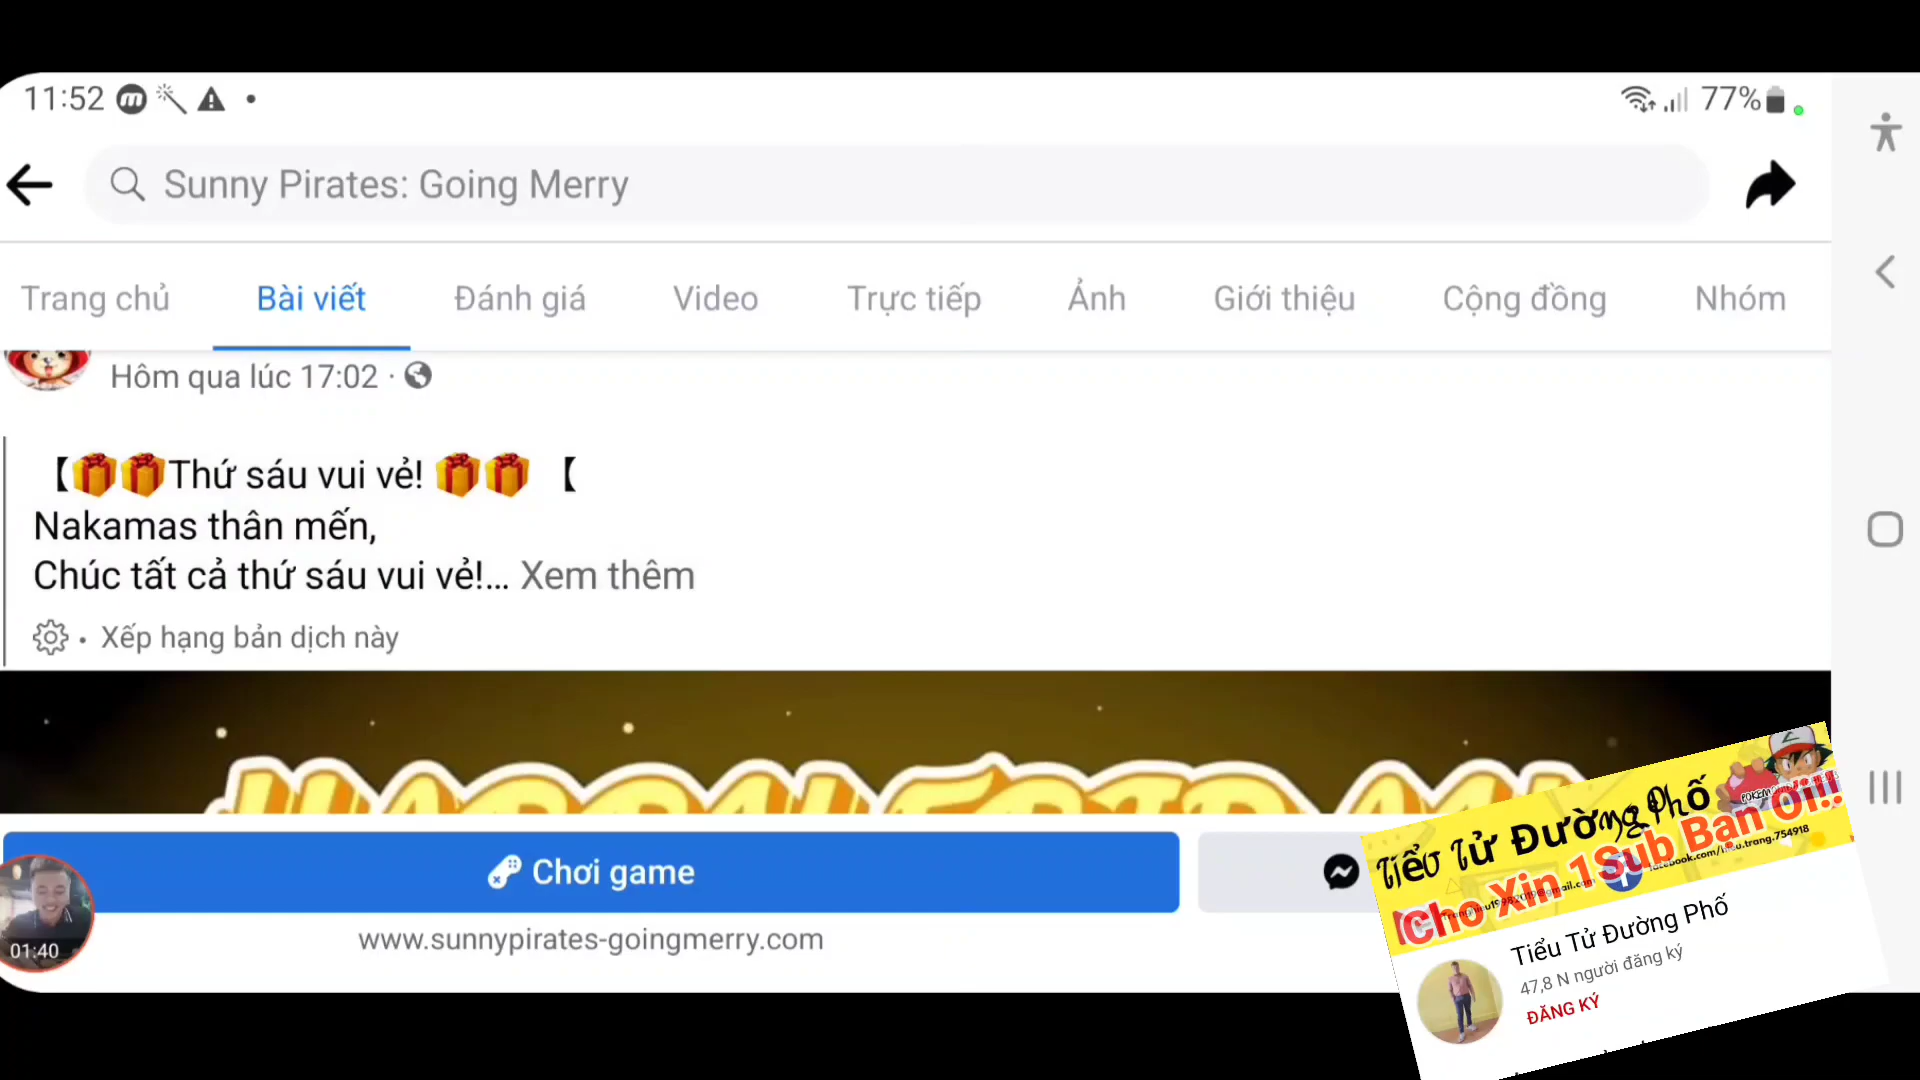 11:52
77%
Sunny Pirates: Going Merry
Trang chủ Bài viết Đánh giá Video Trực tiếp Ảnh Giới thiệu Cộng đồng Nhóm
Hôm qua lúc 17:02 ·
【🎁🎁Thứ sáu vui vẻ! 🎁🎁 【
Nakamas thân mến,
Chúc tất cả thứ sáu vui vẻ!... Xem thêm
· Xếp hạng bản dịch này
Chơi game
www.sunnypirates-goingmerry.com
01:40
Tiểu Tử Đường Phố
Cho Xin 1Sub Bạn Ơi!!
Tiểu Tử Đường Phố
47,8 N người đăng ký
ĐĂNG KÝ